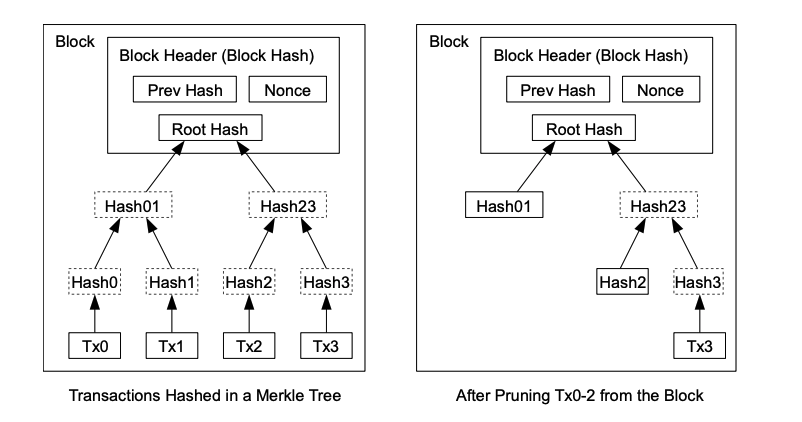 Block
Block Header (Block Hash)
Prev Hash
Nonce
Root Hash
Hash01
Hash23
Hash0
Hash1
Hash2
Hash3
Tx0
Tx1
Tx2
Tx3
Transactions Hashed in a Merkle Tree
Block
Block Header (Block Hash)
Prev Hash
Nonce
Root Hash
Hash01
Hash23
Hash2
Hash3
Tx3
After Pruning Tx0-2 from the Block